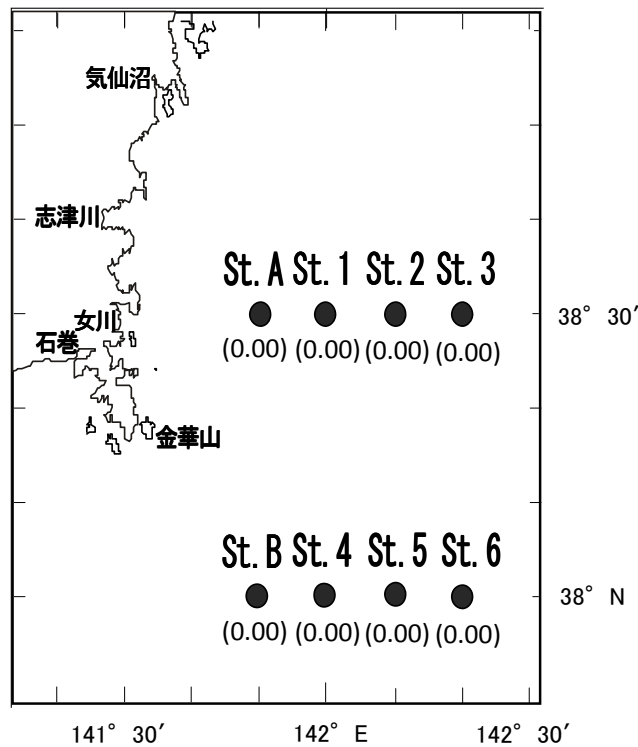 気仙沼
志津川
St. A St. 1 St. 2 St. 3
女川
38° 30′
石巻
(0.00) (0.00) (0.00) (0.00)
金華山
St. B St. 4 St. 5 St. 6
38° N
(0.00) (0.00) (0.00) (0.00)
141° 30′ 142° E 142° 30′